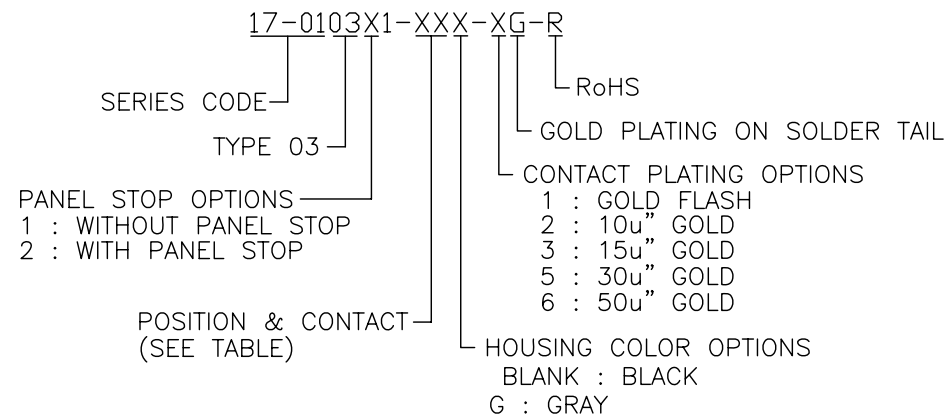 17-0103X1-XXX-XG-R
RoHS
SERIES CODE
GOLD PLATING ON SOLDER TAIL
TYPE 03
CONTACT PLATING OPTIONS
1 : GOLD FLASH
2 : 10u" GOLD
3 : 15u" GOLD
5 : 30u" GOLD
6 : 50u" GOLD
PANEL STOP OPTIONS
1 : WITHOUT PANEL STOP
2 : WITH PANEL STOP
POSITION & CONTACT
(SEE TABLE)
HOUSING COLOR OPTIONS
BLANK : BLACK
G : GRAY